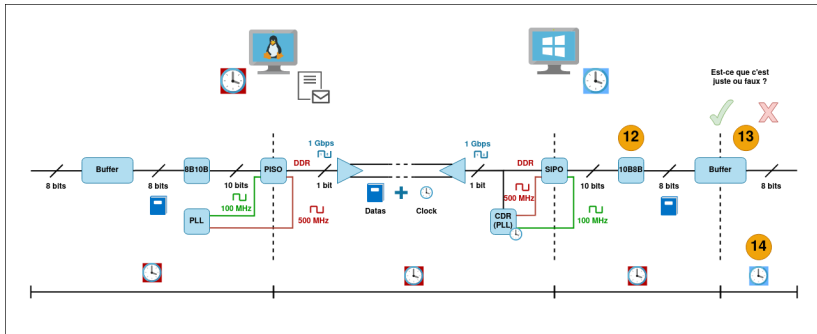 Est-ce que c'est
juste ou faux ?
12
13
1 Gbps
1 Gbps
DDR
DDR
Buffer
8B10B
PISO
SIPO
10B8B
Buffer
8 bits
8 bits
10 bits
1 bit
1 bit
10 bits
8 bits
8 bits
100 MHz
500 MHz
PLL
Datas
Clock
500 MHz
100 MHz
CDR
(PLL)
14